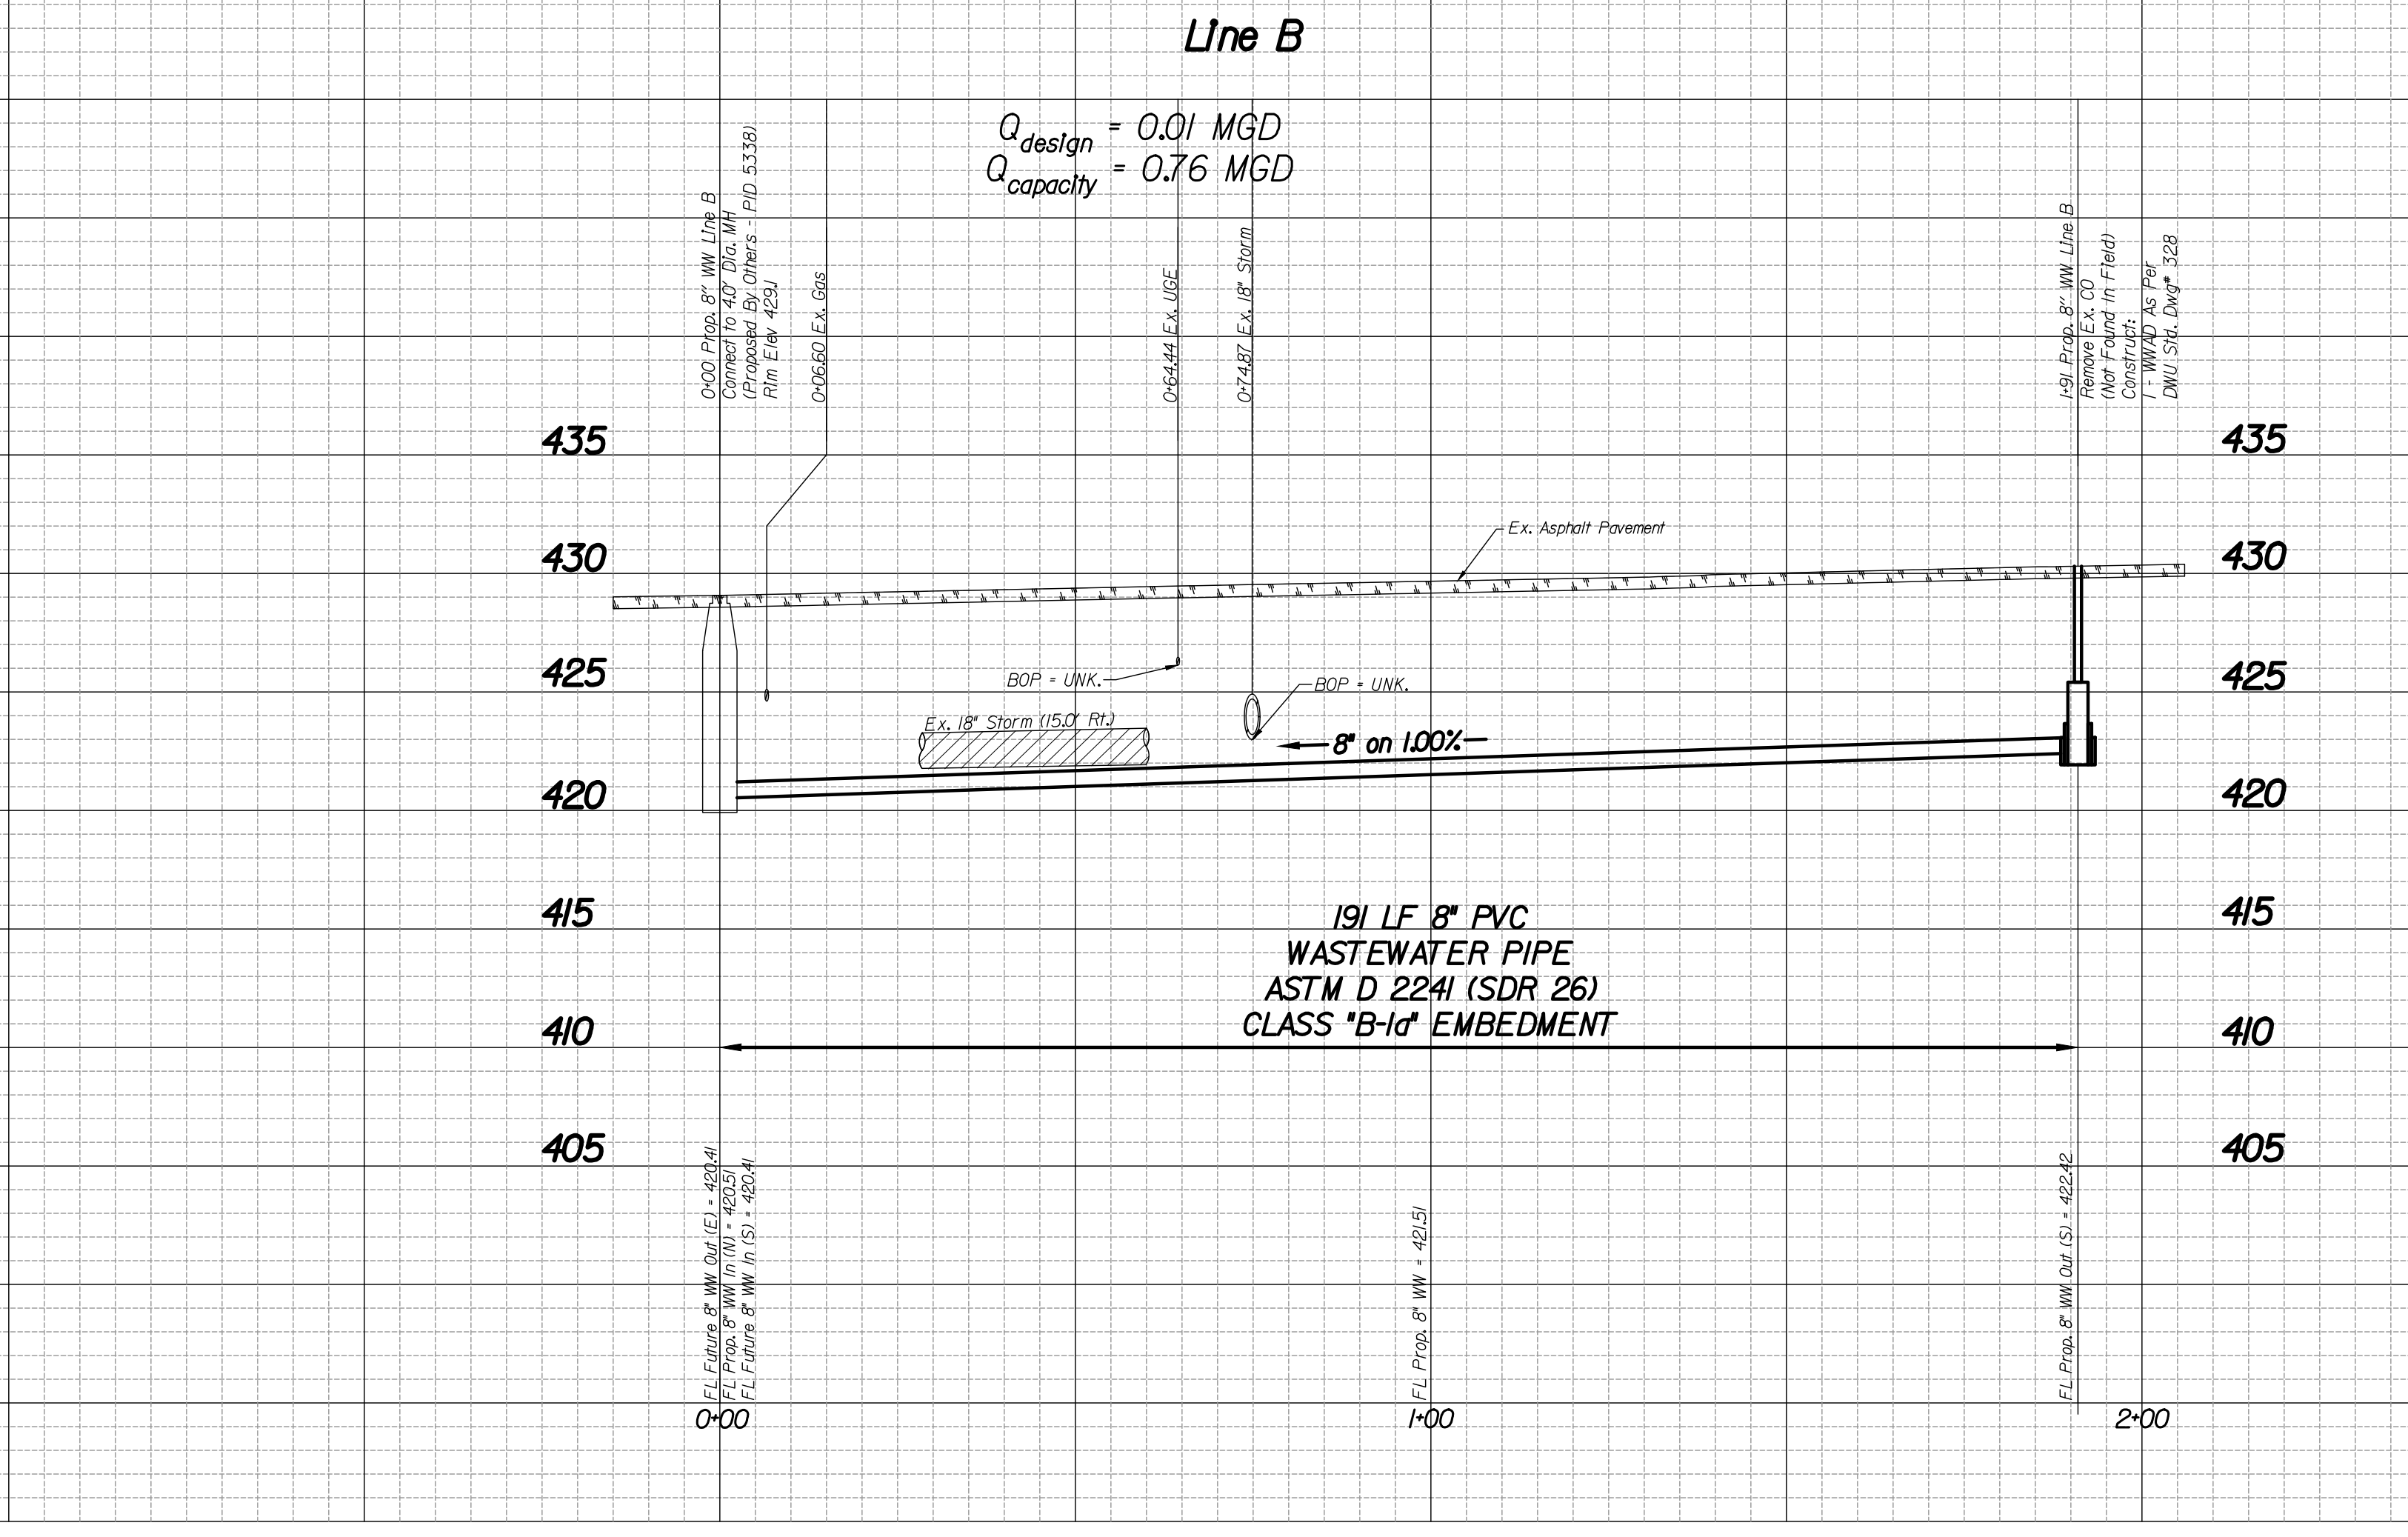 Line B
Qdesign = 0.01 MGD
Qcapacity = 0.76 MGD
0+00 Prop. 8" WW Line B
Connect to 4.0' Dia. MH
(Proposed By Others - PID 5338)
Rim Elev 429.1
0+06.60 Ex. Gas
0+64.44 Ex. UGE
0+74.87 Ex. 18" Storm
1+91 Prop. 8" WW Line B
Remove Ex. CO
(Not Found In Field)
Construct:
1 - WWAD As Per
DWU Std. Dwg# 328
435
435
Ex. Asphalt Pavement
430
430
425
425
BOP = UNK.
BOP = UNK.
Ex. 18" Storm (15.0' Rt.)
8" on 1.00%
420
420
415
415
191 LF 8" PVC
WASTEWATER PIPE
ASTM D 2241 (SDR 26)
CLASS "B-1a" EMBEDMENT
410
410
405
405
FL Future 8" WW Out (E) = 420.41
FL Prop. 8" WW In (N) = 420.51
FL Future 8" WW In (S) = 420.41
FL Prop. 8" WW = 421.51
FL Prop. 8" WW Out (S) = 422.42
0+00
1+00
2+00